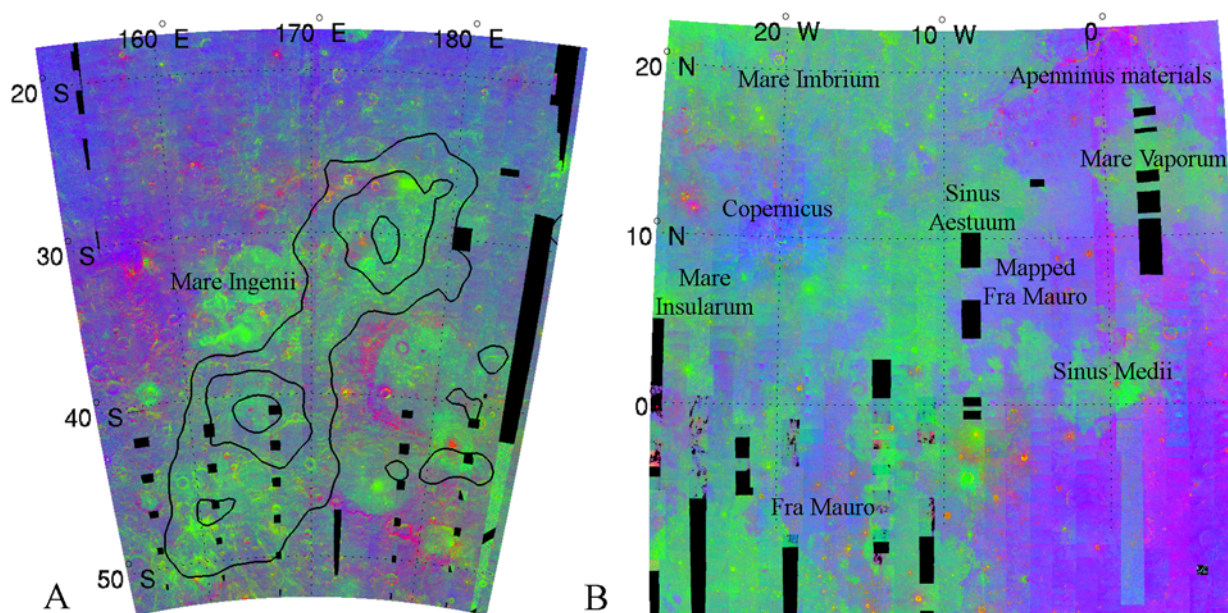 160° E 170° E 180° E
20° S
30° S
Mare Ingenii
40° S
50° S
A
20° W 10° W 0°
20° N
Mare Imbrium Apenninus materials
Mare Vaporum
Sinus
Aestuum
Copernicus
10° N
Mare
Insularum
Mapped
Fra Mauro
Sinus Medii
0°
Fra Mauro
B